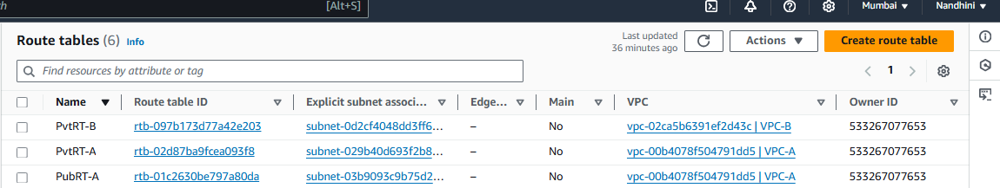 [Alt+S] Mumbai Nandhini
Route tables (6) Info Last updated 36 minutes ago Actions Create route table
Find resources by attribute or tag 1
Name Route table ID Explicit subnet associ... Edge... Main VPC Owner ID
PvtRT-B rtb-097b173d77a42e203 subnet-0d2cf4048dd3ff6... – No vpc-02ca5b6391ef2d43c | VPC-B 533267077653
PvtRT-A rtb-02d87ba9fcea093f8 subnet-029b40d693f2b8... – No vpc-00b4078f504791dd5 | VPC-A 533267077653
PubRT-A rtb-01c2630be797a80da subnet-03b9093c9b75d2... – No vpc-00b4078f504791dd5 | VPC-A 533267077653